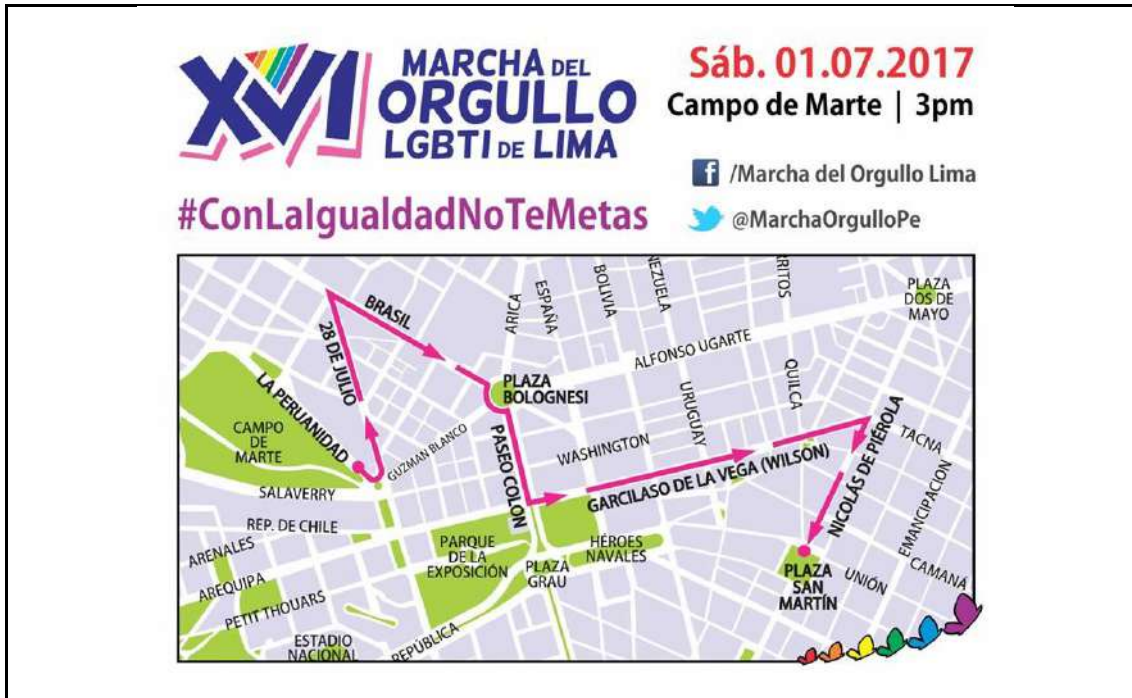 XVI
MARCHA DEL
ORGULLO
LGBTI DE LIMA
Sáb. 01.07.2017
Campo de Marte | 3pm
f /Marcha del Orgullo Lima
@MarchaOrgulloPe
#ConLaIgualdadNoTeMetas
BRASIL
28 DE JULIO
LA PERUANIDAD
CAMPO
DE
MARTE
GUZMAN BLANCO
SALAVERRY
REP. DE CHILE
ARENALES
AREQUIPA
PETIT THOUARS
ESTADIO
NACIONAL
REPÚBLICA
ARICA
ESPAÑA
BOLIVIA
NEZUELA
RRITOS
PLAZA
DOS DE
MAYO
ALFONSO UGARTE
PLAZA
BOLOGNESI
PASEO COLON
WASHINGTON
URUGUAY
QUILCA
GARCILASO DE LA VEGA (WILSON)
TACNA
NICOLÁS DE PIÉROLA
EMANCIPACION
CAMANA
UNIÓN
PARQUE
DE LA
EXPOSICIÓN
PLAZA
GRAU
HÉROES
NAVALES
PLAZA
SAN
MARTÍN